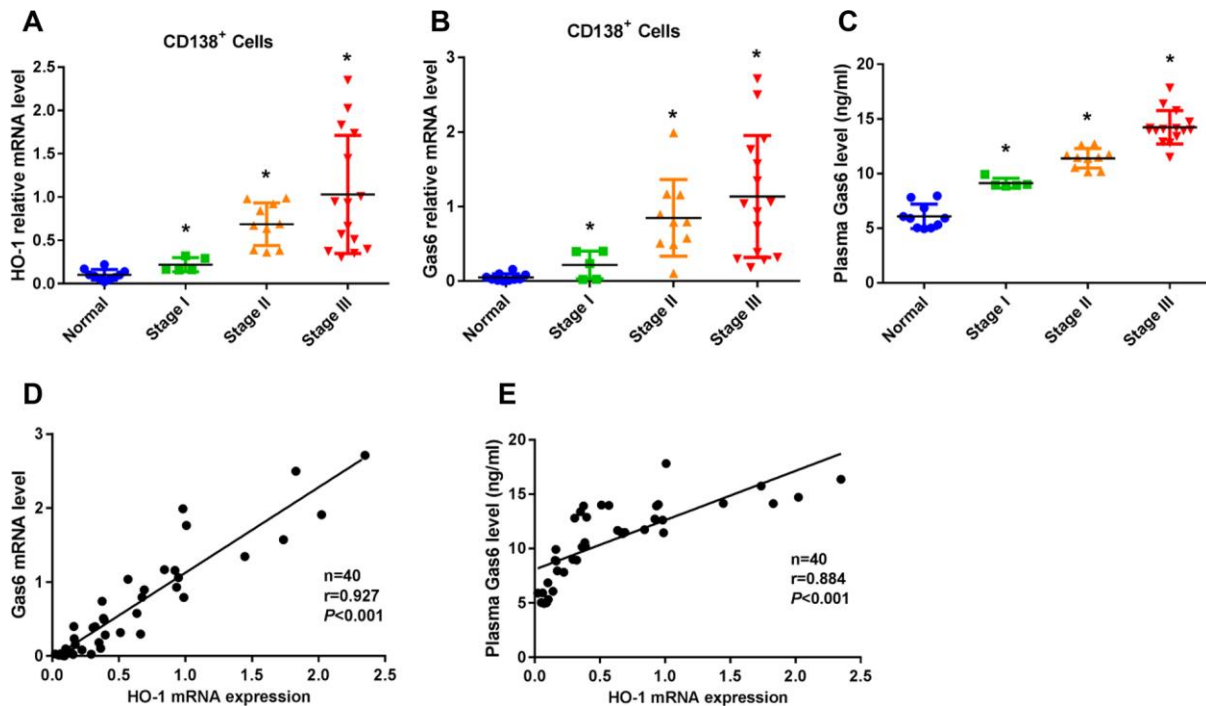 A
CD138+ Cells
HO-1 relative mRNA level
2.5
2.0
1.5
1.0
0.5
0.0
*
*
*
Normal
Stage I
Stage II
Stage III
B
CD138+ Cells
Gas6 relative mRNA level
3
2
1
0
*
*
*
Normal
Stage I
Stage II
Stage III
C
Plasma Gas6 level (ng/ml)
20
15
10
5
0
*
*
*
Normal
Stage I
Stage II
Stage III
D
Gas6 mRNA level
3
2
1
0
n=40
r=0.927
P<0.001
0.0 0.5 1.0 1.5 2.0 2.5
HO-1 mRNA expression
E
Plasma Gas6 level (ng/ml)
20
15
10
5
0
n=40
r=0.884
P<0.001
0.0 0.5 1.0 1.5 2.0 2.5
HO-1 mRNA expression